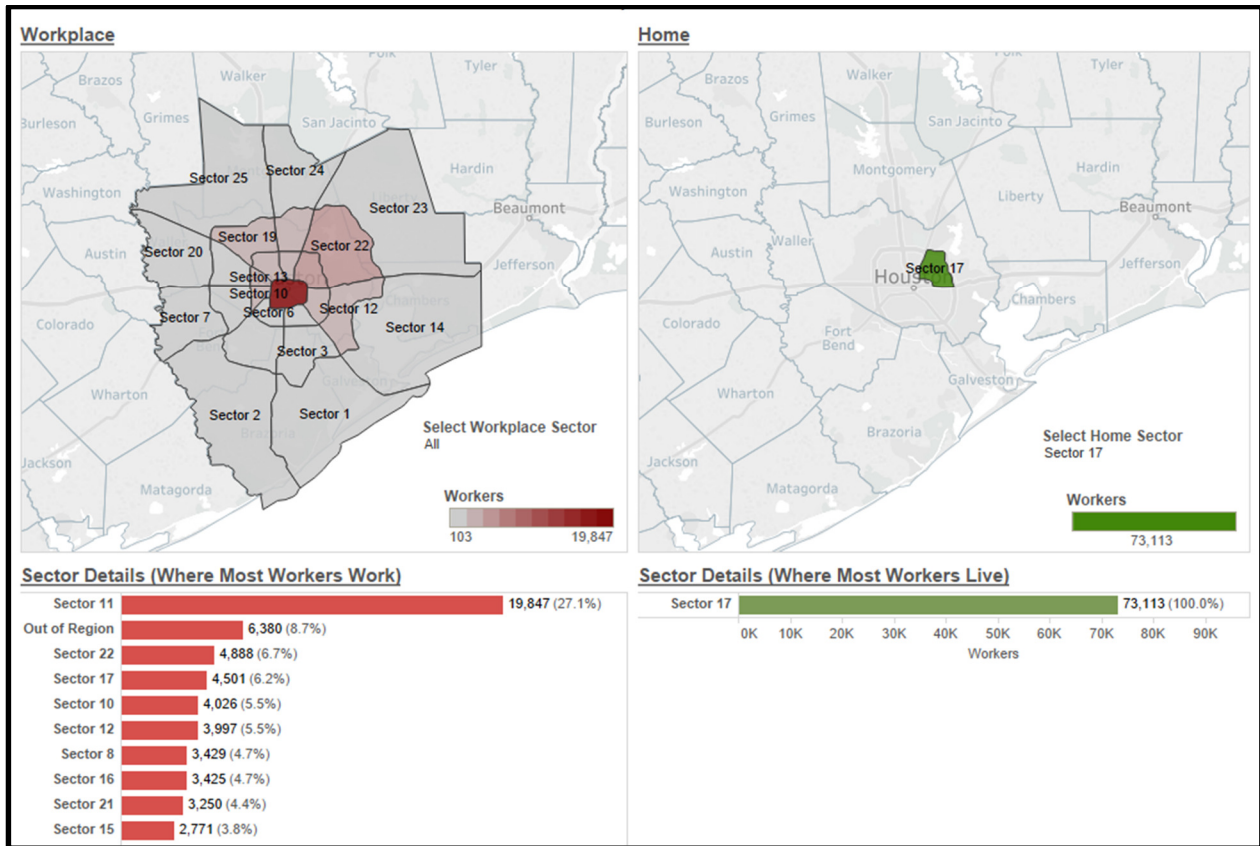 Workplace
Walker
Polk
Tyler
Brazos
Grimes
San Jacinto
Burleson
Hardin
Sector 24
Sector 25
Washington
Liberty
Sector 23
Beaumont
Sector 19
Sector 22
Austin
Waller
Sector 20
Jefferson
Sector 13
Sector 10
Chambers
Sector 12
Sector 7
Sector 6
Sector 14
Colorado
Fort
Bend
Sector 3
Galveston
Wharton
Sector 2
Sector 1
Brazoria
Select Workplace Sector
All
Jackson
Matagorda
Workers
103
19,847
Home
Walker
Polk
Tyler
Brazos
Grimes
San Jacinto
Burleson
Hardin
Montgomery
Washington
Liberty
Beaumont
Austin
Waller
Jefferson
Sector 17
Houston
Chambers
Colorado
Fort
Bend
Galveston
Wharton
Brazoria
Select Home Sector
Sector 17
Jackson
Matagorda
Workers
73,113
Sector Details (Where Most Workers Work)
Sector 11 19,847 (27.1%)
Out of Region 6,380 (8.7%)
Sector 22 4,888 (6.7%)
Sector 17 4,501 (6.2%)
Sector 10 4,026 (5.5%)
Sector 12 3,997 (5.5%)
Sector 8 3,429 (4.7%)
Sector 16 3,425 (4.7%)
Sector 21 3,250 (4.4%)
Sector 15 2,771 (3.8%)
Sector Details (Where Most Workers Live)
Sector 17 73,113 (100.0%)
0K 10K 20K 30K 40K 50K 60K 70K 80K 90K
Workers